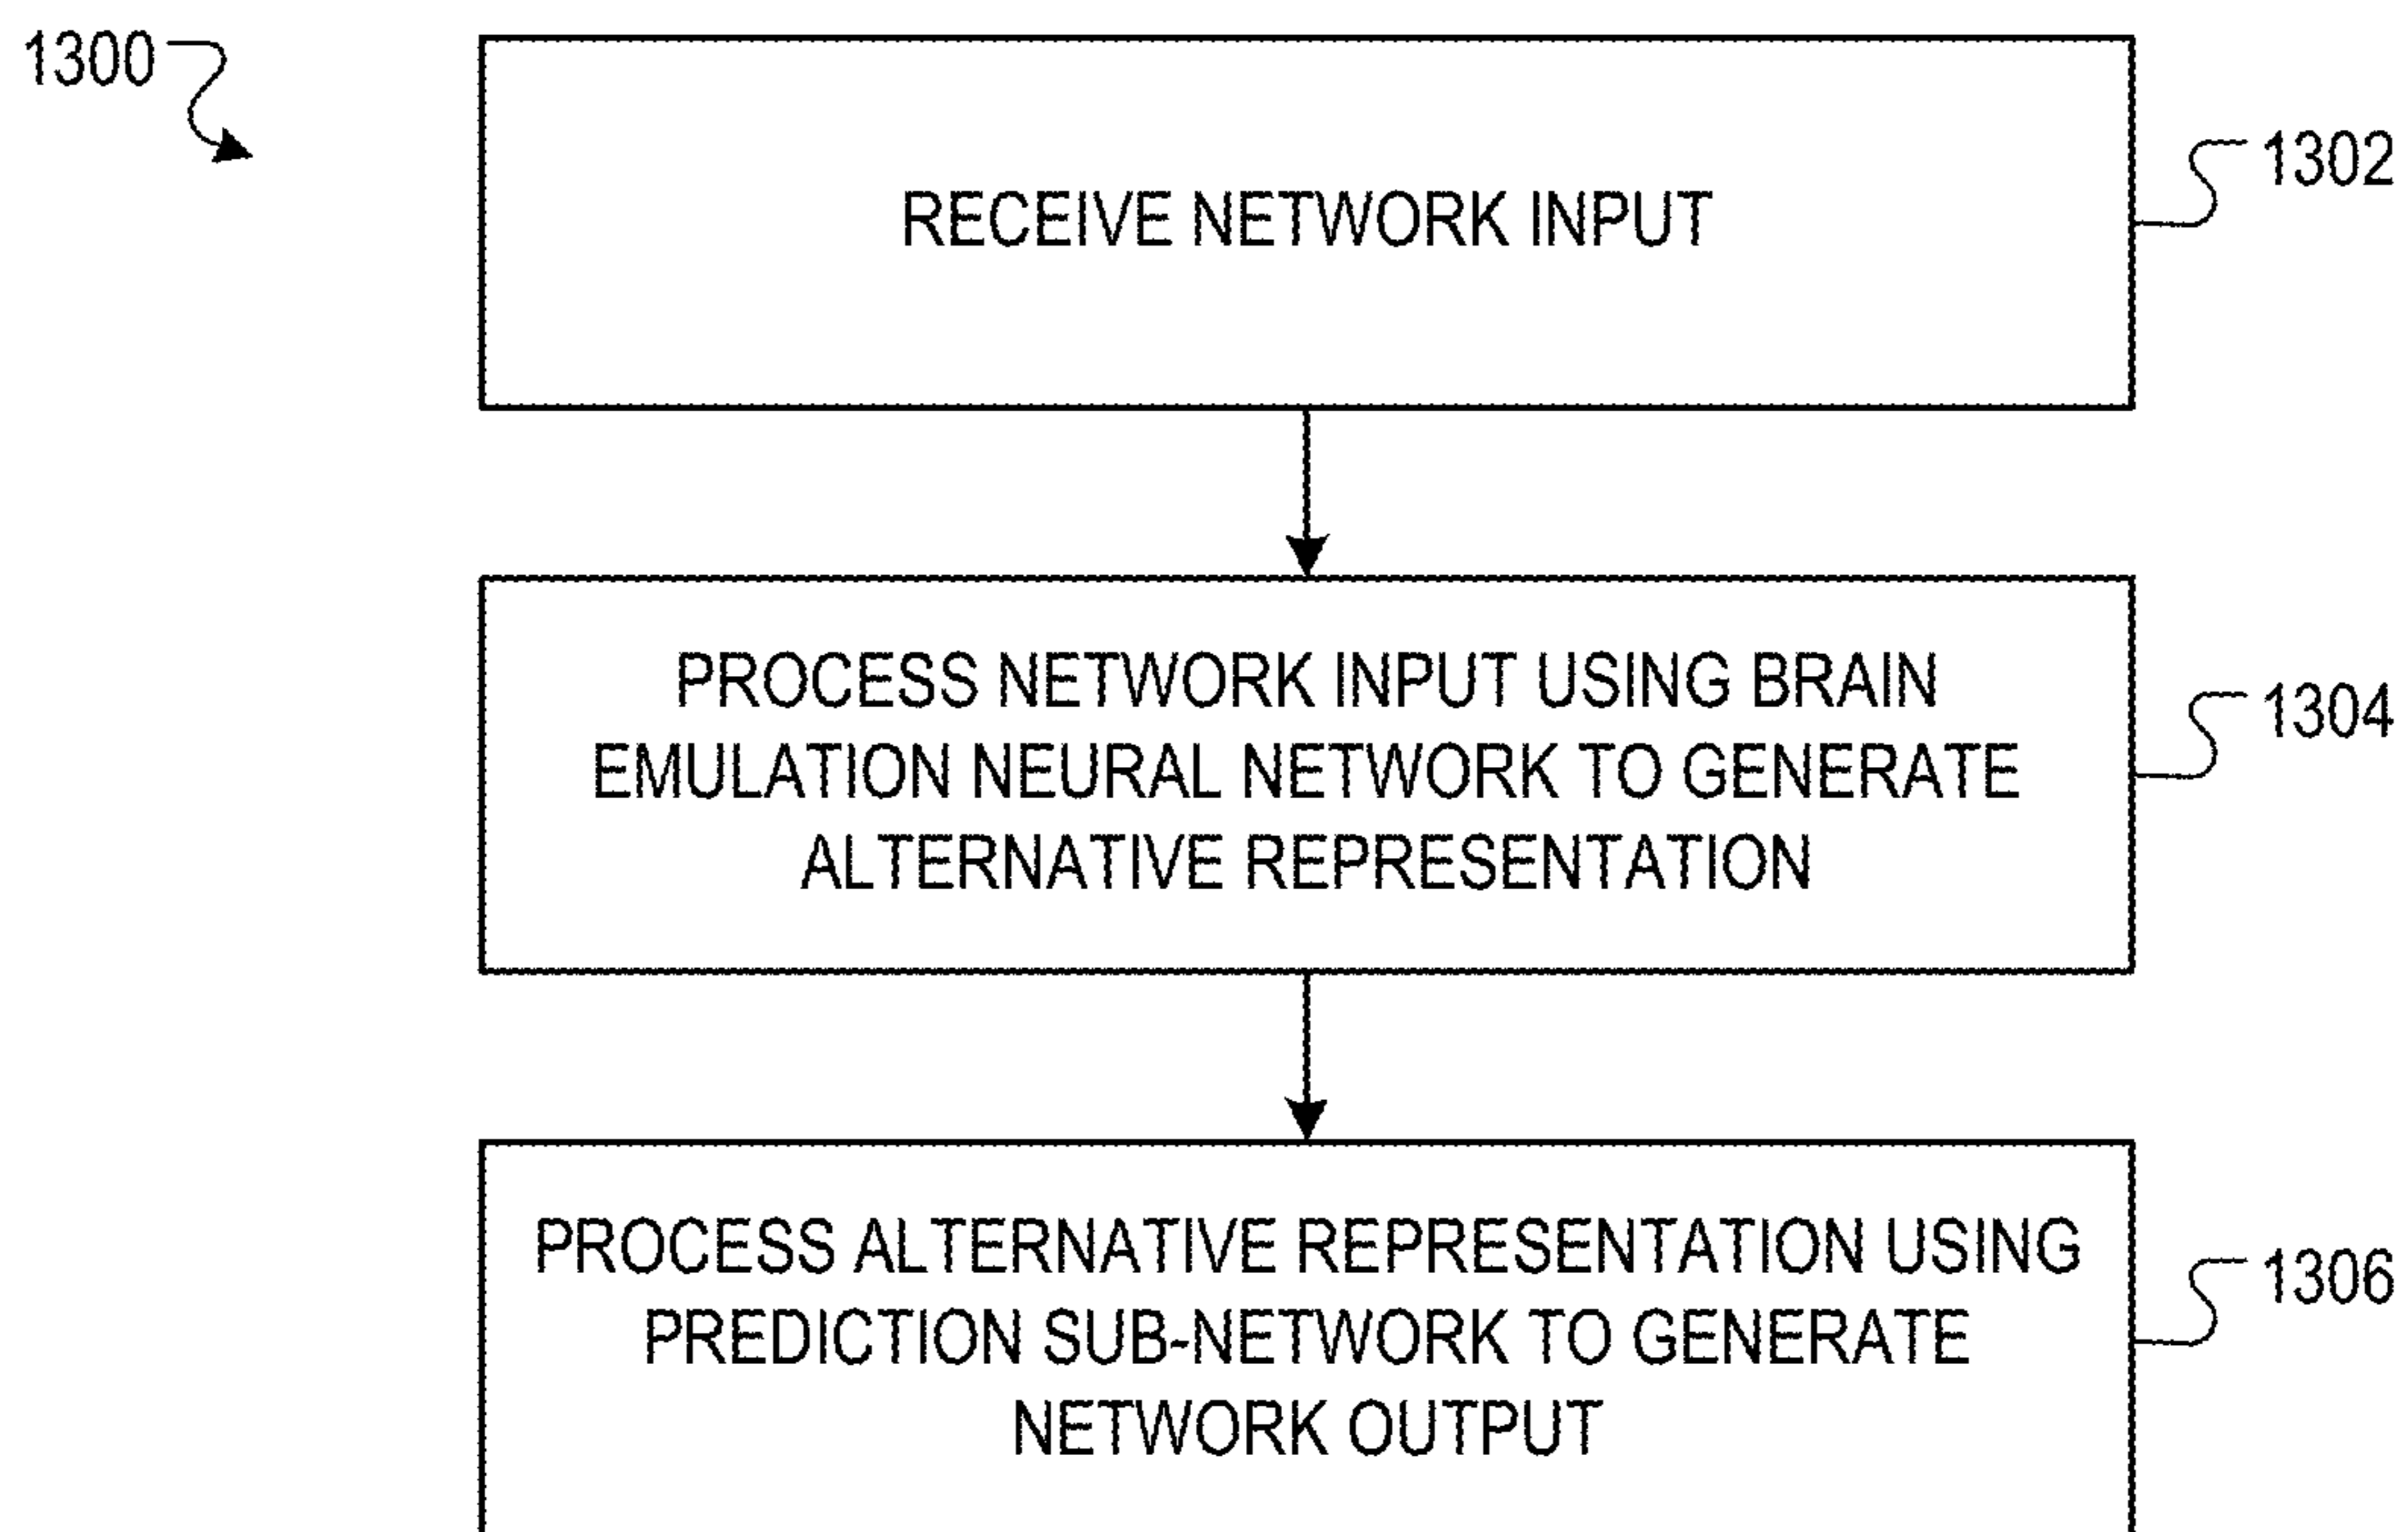 1300
RECEIVE NETWORK INPUT
1302
PROCESS NETWORK INPUT USING BRAIN
EMULATION NEURAL NETWORK TO GENERATE
ALTERNATIVE REPRESENTATION
1304
PROCESS ALTERNATIVE REPRESENTATION USING
PREDICTION SUB-NETWORK TO GENERATE
NETWORK OUTPUT
1306